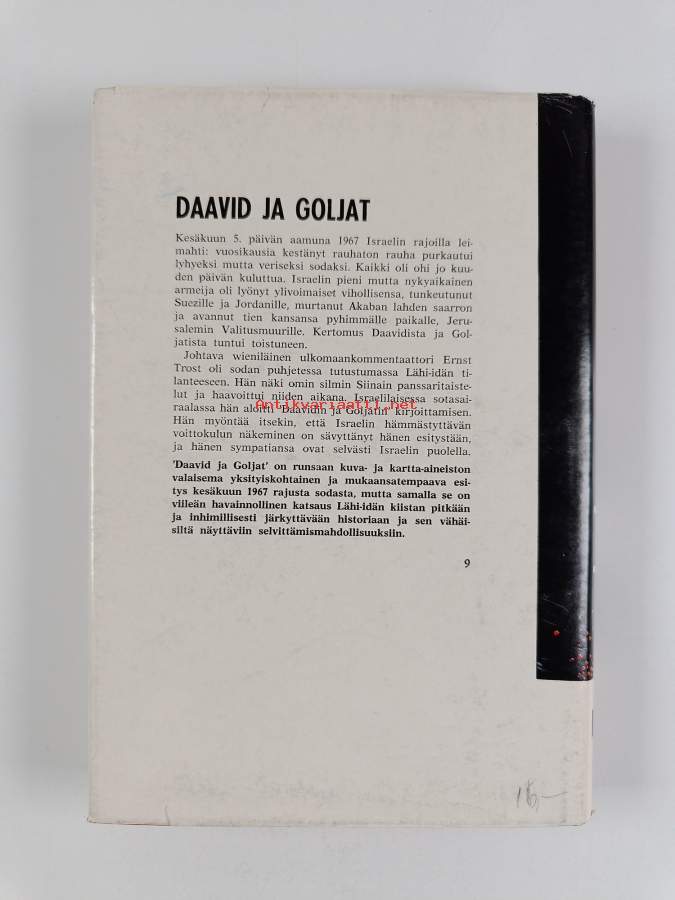 DAAVID JA GOLJAT
Kesäkuun 5. päivän aamuna 1967 Israelin rajoilla lei-
mahti: vuosikausia kestänyt rauhaton rauha purkautui
lyhyeksi mutta veriseksi sodaksi. Kaikki oli ohi jo kuu-
den päivän kuluttua. Israelin pieni mutta nykyaikainen
armeija oli lyönyt ylivoimaiset vihollisensa, tunkeutunut
Suezille ja Jordanille, murtanut Akaban lahden saarron
ja avannut tien kansansa pyhimmälle paikalle, Jeru-
salemin Valitusmuurille. Kertomus Daavidista ja Gol-
jatista tuntui toistuneen.
Johtava wieniläinen ulkomaankommentaattori Ernst
Trost oli sodan puhjetessa tutustumassa Lähi-idän ti-
lanteeseen. Hän näki omin silmin Siinain panssaritaiste-
lut ja haavoittui niiden aikana. Israelilaisessa sotasai-
raalassa hän aloitti 'Daavidin ja Goljatin' kirjoittamisen.
Antikvariaatti.net
Hän myöntää itsekin, että Israelin hämmästyttävän
voittokulun näkeminen on sävyttänyt hänen esitystään,
ja hänen sympatiansa ovat selvästi Israelin puolella.
'Daavid ja Goljat' on runsaan kuva- ja kartta-aineiston
valaisema yksityiskohtainen ja mukaansatempaava esi-
tys kesäkuun 1967 rajusta sodasta, mutta samalla se on
viileän havainnollinen katsaus Lähi-idän kiistan pitkään
ja inhimillisesti järkyttävään historiaan ja sen vähäi-
siltä näyttäviin selvittämismahdollisuuksiin.
9
16,—